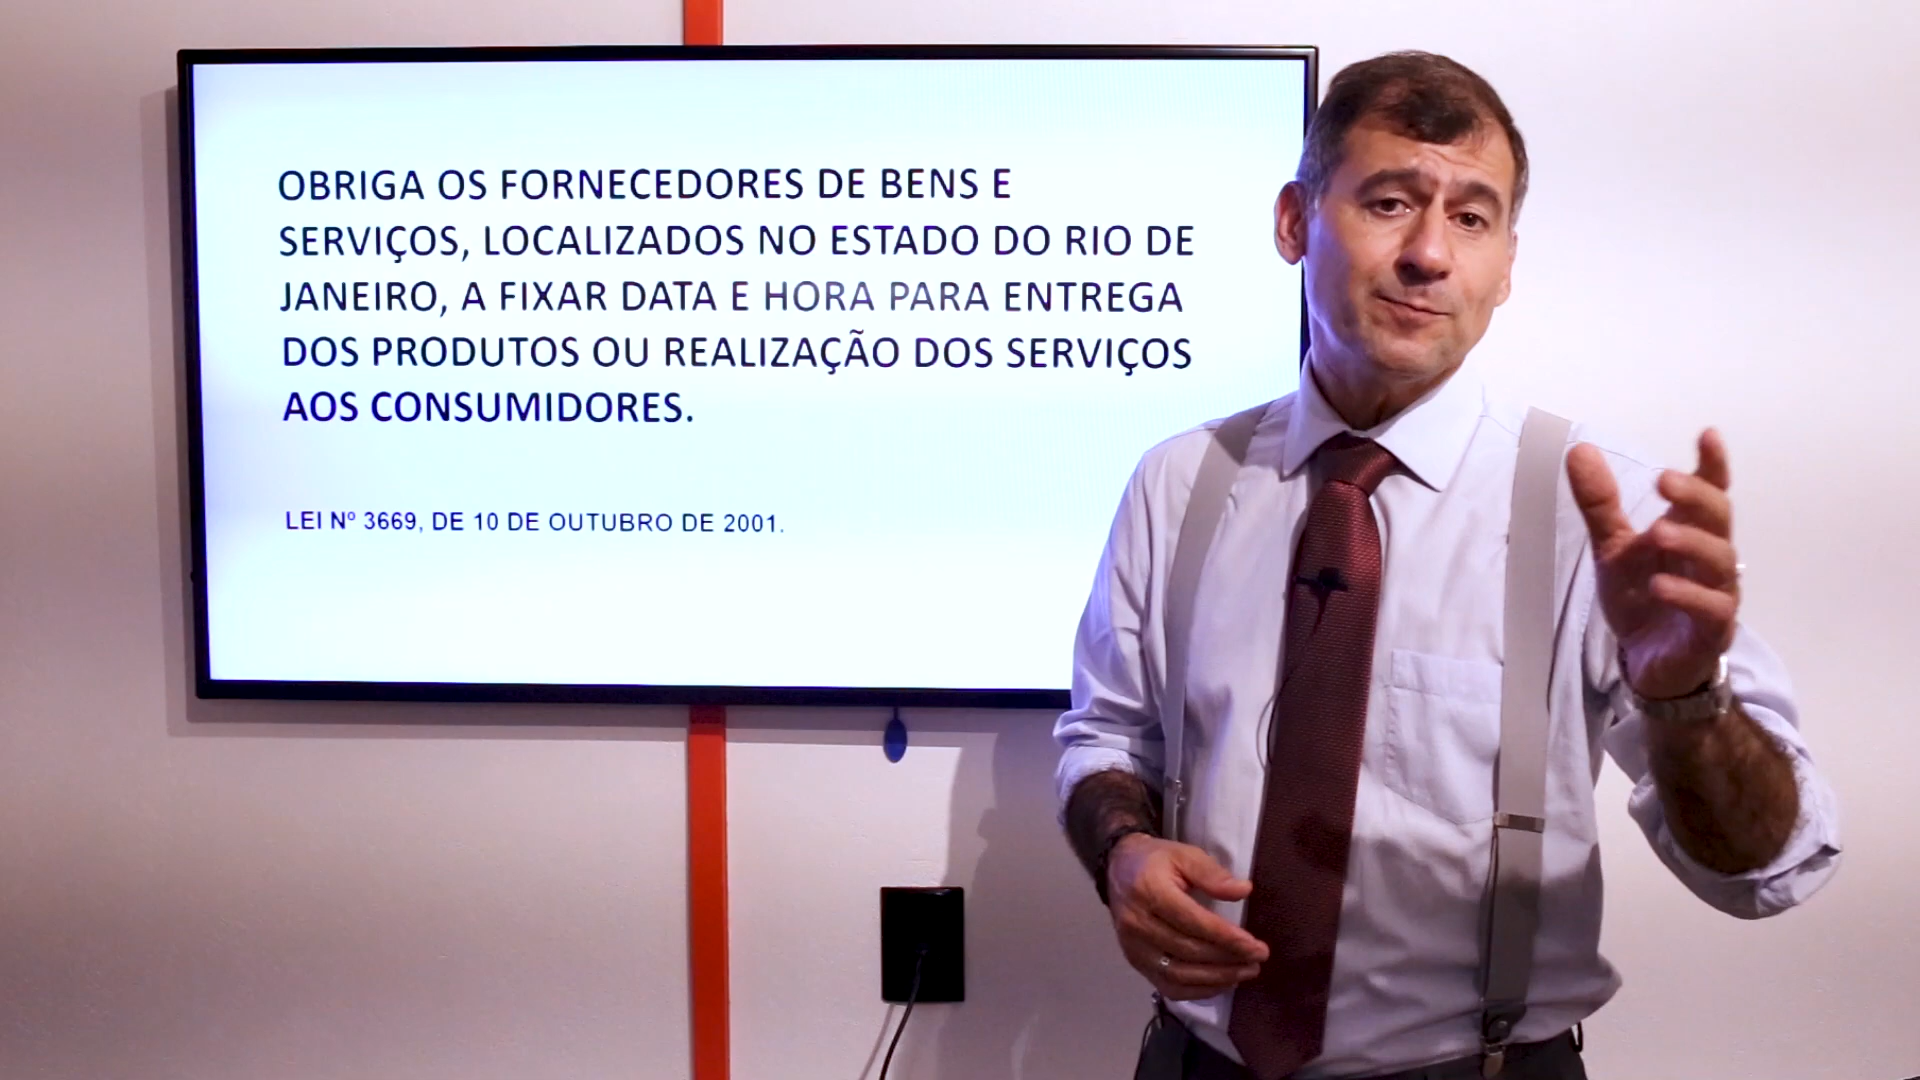 OBRIGA OS FORNECEDORES DE BENS E
SERVIÇOS, LOCALIZADOS NO ESTADO DO RIO DE
JANEIRO, A FIXAR DATA E HORA PARA ENTREGA
DOS PRODUTOS OU REALIZAÇÃO DOS SERVIÇOS
AOS CONSUMIDORES.
LEI Nº 3669, DE 10 DE OUTUBRO DE 2001.